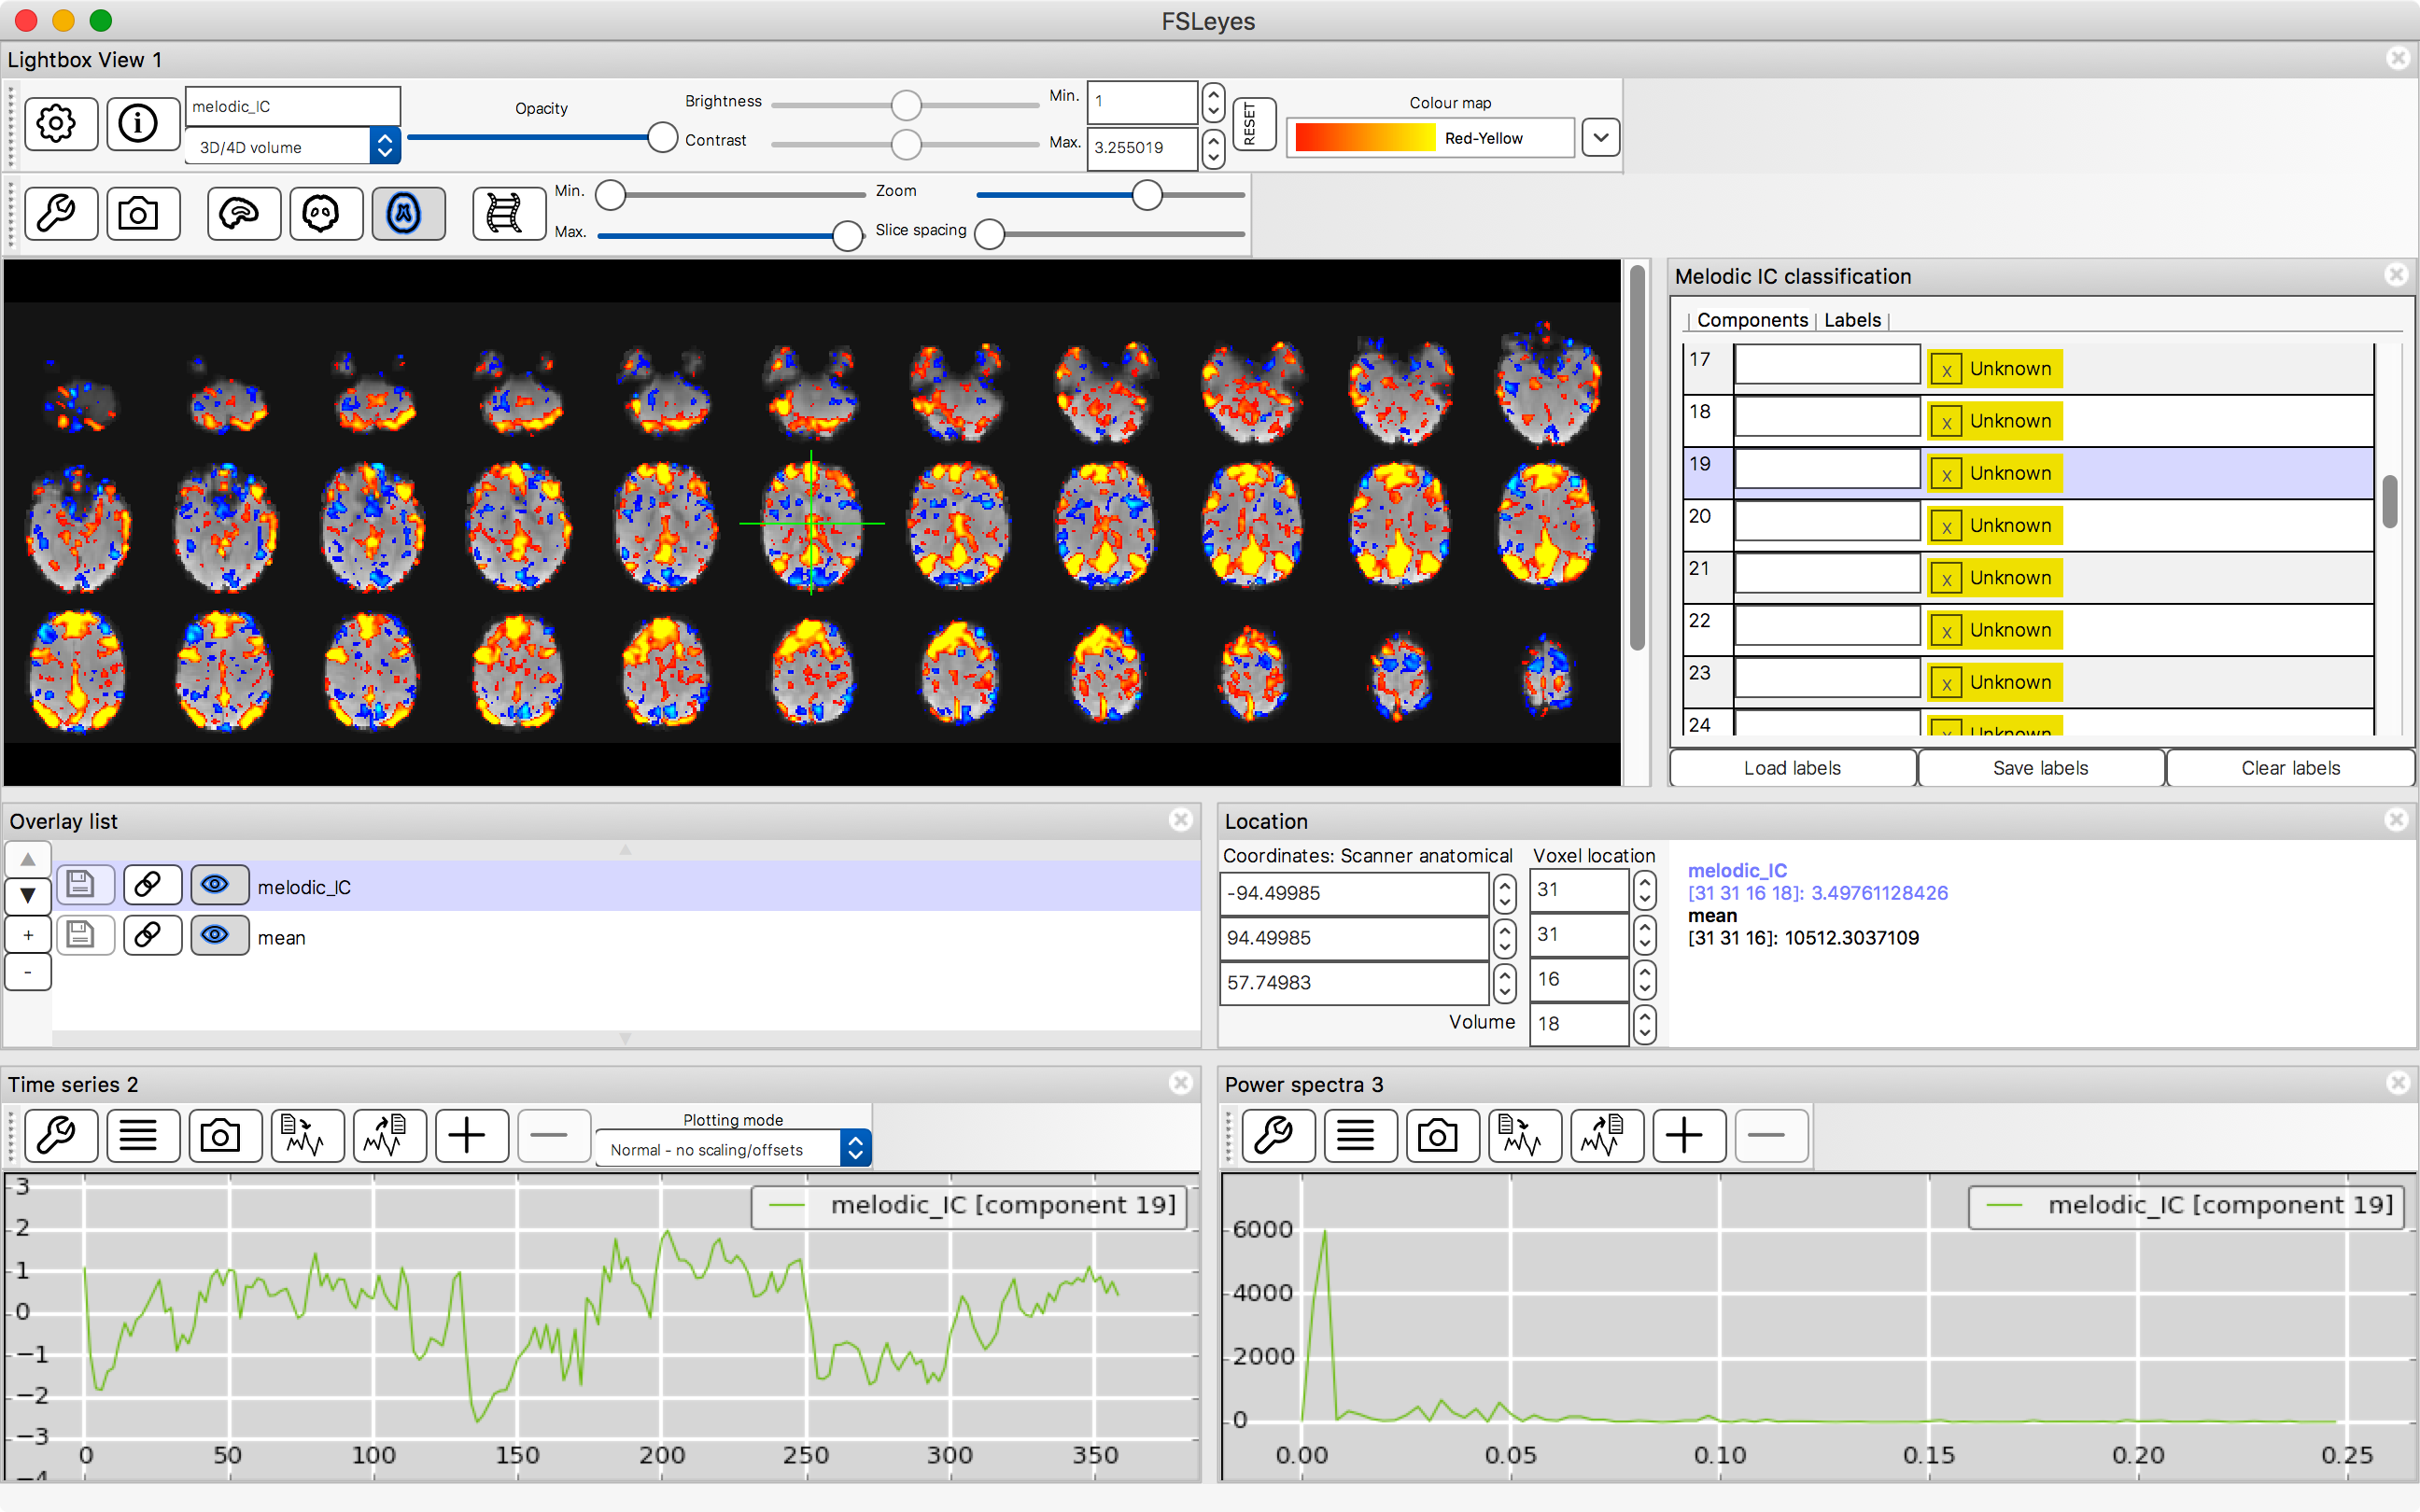 FSLeyes
Lightbox View 1
melodic_IC
3D/4D volume
Opacity
Brightness
Contrast
Min. 1
Max. 3.255019
RESET
Colour map
Red-Yellow
Min.
Max.
Zoom
Slice spacing
Melodic IC classification
Components Labels
17 x Unknown
18 x Unknown
19 x Unknown
20 x Unknown
21 x Unknown
22 x Unknown
23 x Unknown
24 x Unknown
Load labels Save labels Clear labels
Overlay list
melodic_IC
mean
+
-
Location
Coordinates: Scanner anatomical Voxel location
-94.49985 31
94.49985 31
57.74983 16
Volume 18
melodic_IC
[31 31 16 18]: 3.49761128426
mean
[31 31 16]: 10512.3037109
Time series 2
Plotting mode
Normal - no scaling/offsets
melodic_IC [component 19]
3
2
1
0
−1
−2
−3
−4
0 50 100 150 200 250 300 350
Power spectra 3
melodic_IC [component 19]
6000
4000
2000
0
0.00 0.05 0.10 0.15 0.20 0.25